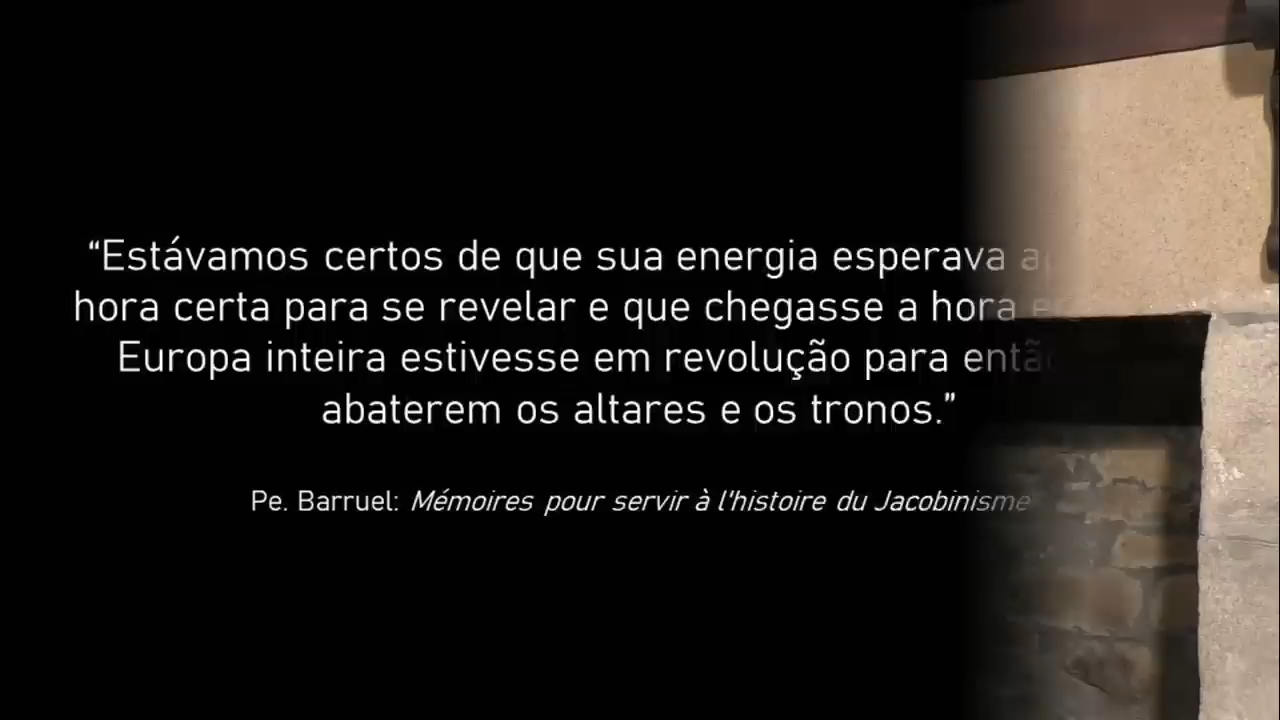 “Estávamos certos de que sua energia esperava
hora certa para se revelar e que chegasse a hora
Europa inteira estivesse em revolução para então
abaterem os altares e os tronos.”
Pe. Barruel: Mémoires pour servir à l'histoire du Jacobinisme